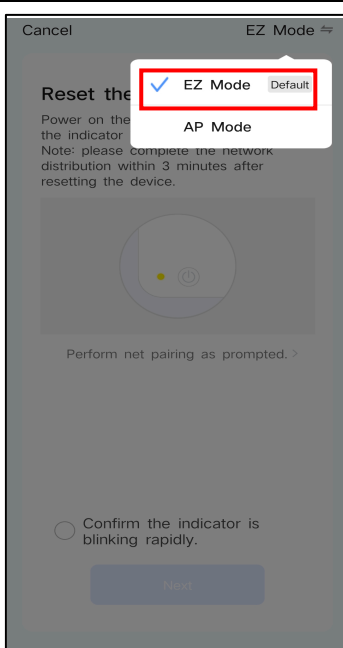 Cancel EZ Mode
EZ Mode Default
AP Mode
Reset the
Power on the
the indicator
Note: please complete the network
distribution within 3 minutes after
resetting the device.
Perform net pairing as prompted. >
Confirm the indicator is
blinking rapidly.
Next